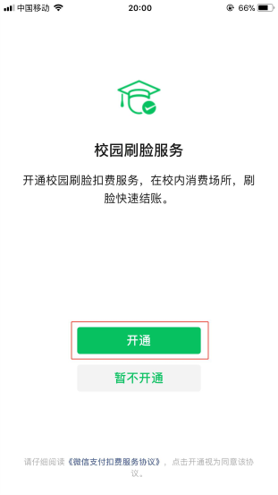 中国移动 20:00 66%
校园刷脸服务
开通校园刷脸扣费服务，在校内消费场所，刷
脸快速结账。
开通
暂不开通
请仔细阅读《微信支付扣费服务协议》，点击开通视为同意该协
议。